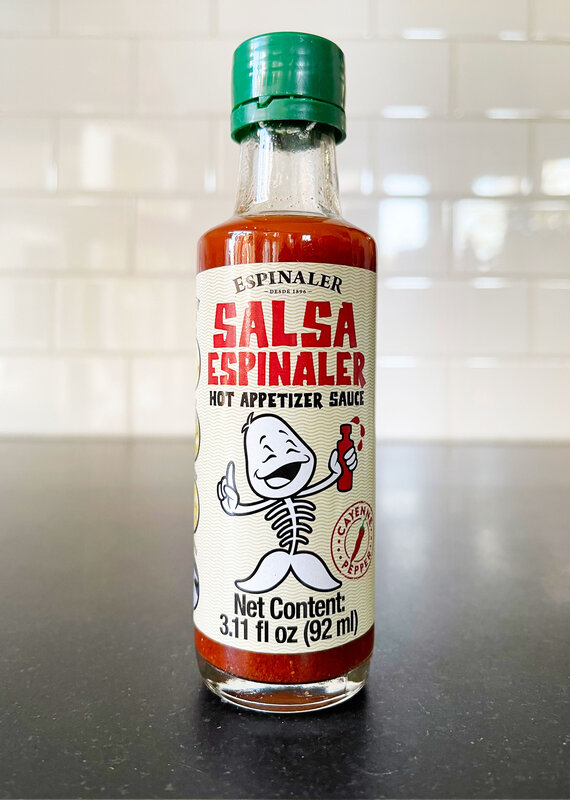 ESPINALER
DESDE 1896
SALSA
ESPINALER
HOT APPETIZER SAUCE
CAYENNE
PEPPER
Net Content:
3.11 fl oz (92 ml)